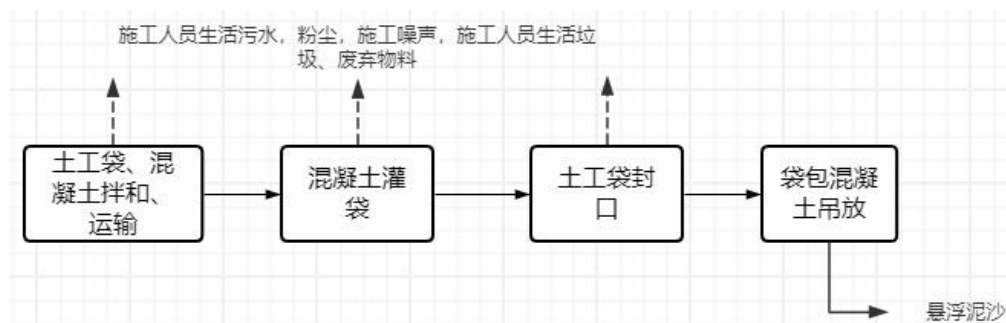 施工人员生活污水，粉尘，施工噪声，施工人员生活垃
圾、废弃物料
土工袋、混
凝土拌和、
运输
混凝土灌
袋
土工袋封
口
袋包混凝
土吊放
悬浮泥沙